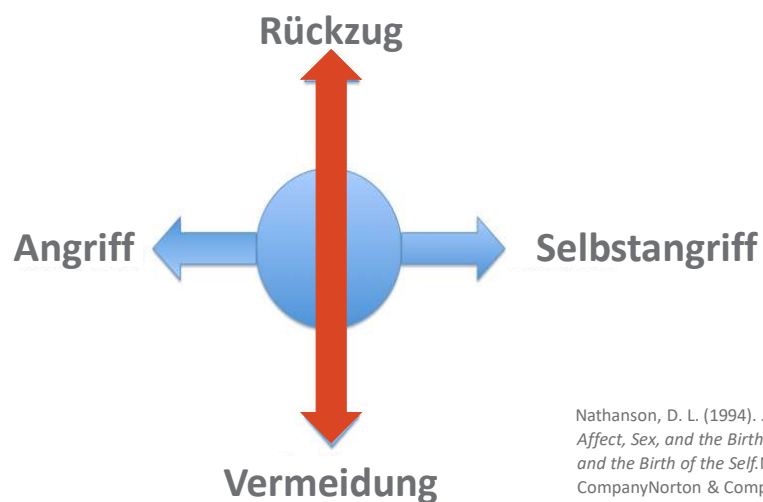 Rückzug
Angriff
Selbstangriff
Vermeidung
Nathanson, D. L. (1994).
Affect, Sex, and the Birth
and the Birth of the Self.
CompanyNorton & Comp